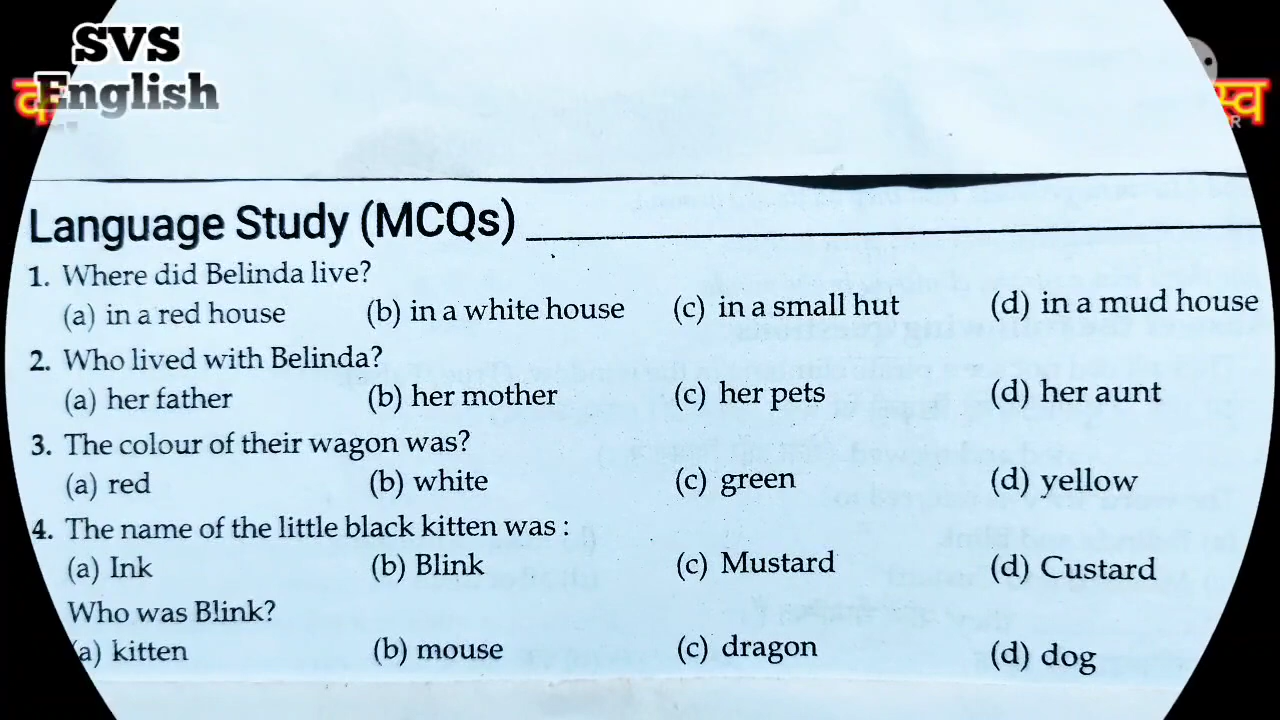 SVS
English
स्व
Language Study (MCQs)
1. Where did Belinda live?
(a) in a red house (b) in a white house (c) in a small hut (d) in a mud house
2. Who lived with Belinda?
(a) her father (b) her mother (c) her pets (d) her aunt
3. The colour of their wagon was?
(a) red (b) white (c) green (d) yellow
4. The name of the little black kitten was :
(a) Ink (b) Blink (c) Mustard (d) Custard
Who was Blink?
a) kitten (b) mouse (c) dragon (d) dog